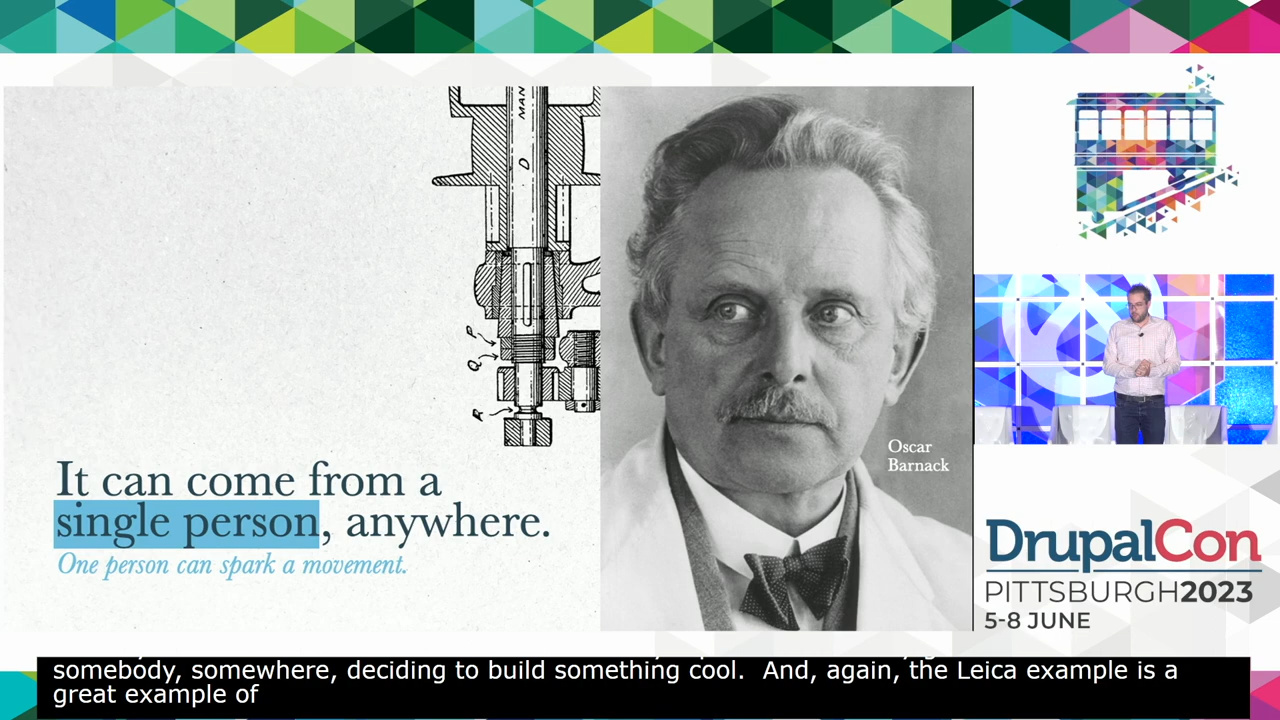 MAN
D
P
Q
R
It can come from a
single person, anywhere.
One person can spark a movement.
Oscar
Barnack
DrupalCon
PITTSBURGH2023
5-8 JUNE
somebody, somewhere, deciding to build something cool.  And, again, the Leica example is a
great example of